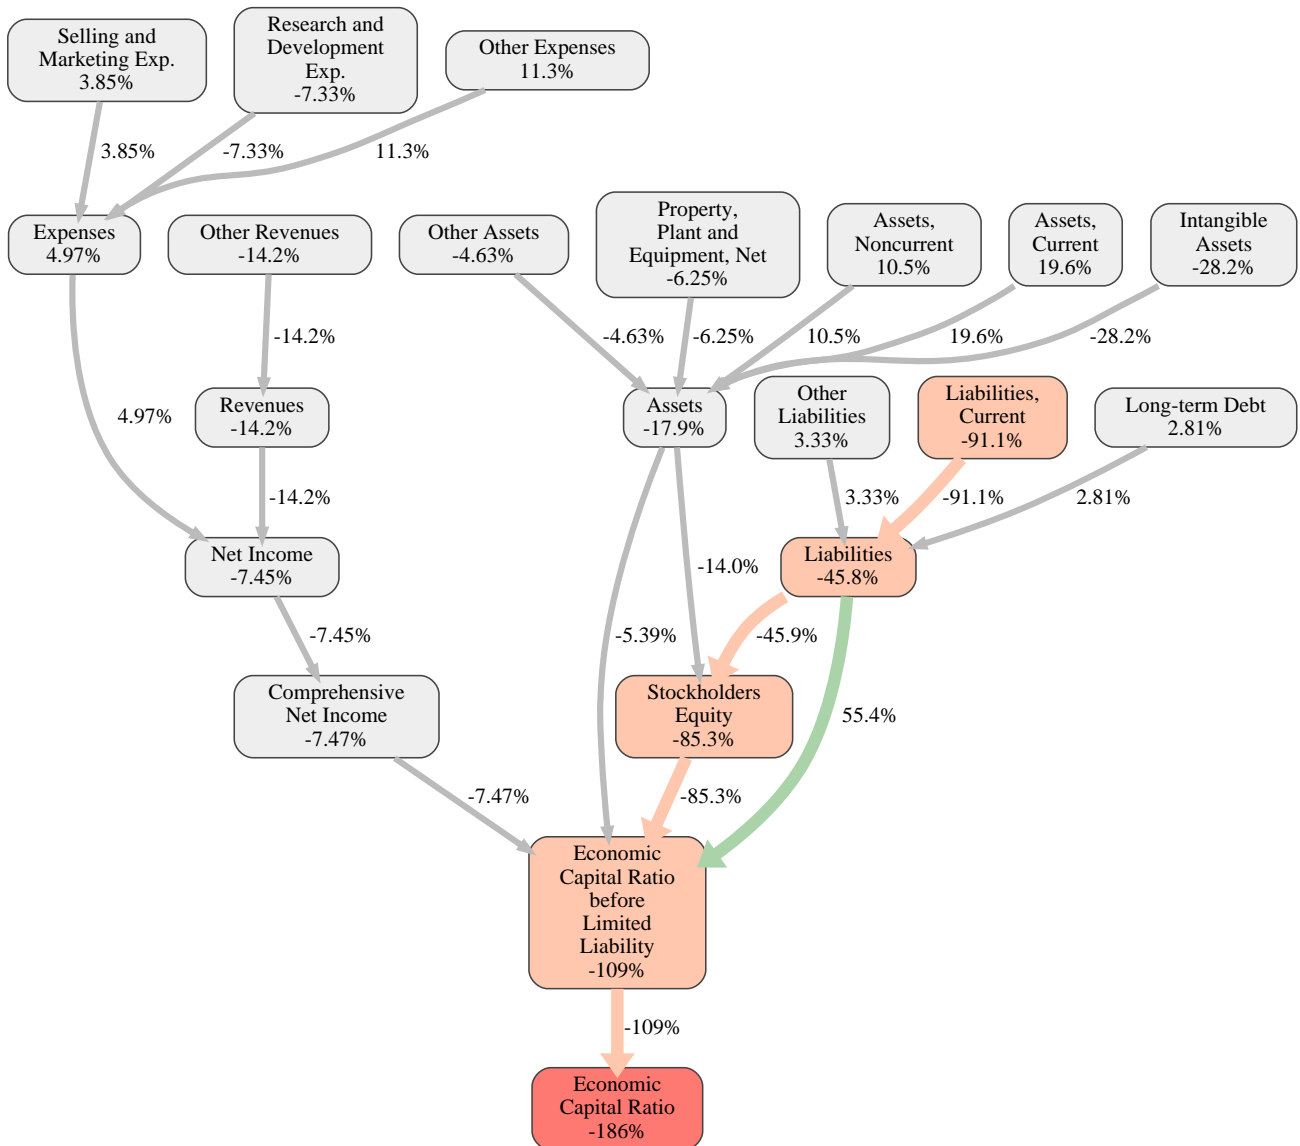 Selling and
Marketing Exp.
3.85%
Research and
Development
Exp.
-7.33%
Other Expenses
11.3%
3.85%
-7.33%
11.3%
Expenses
4.97%
Other Revenues
-14.2%
Other Assets
-4.63%
Property,
Plant and
Equipment, Net
-6.25%
Assets,
Noncurrent
10.5%
Assets,
Current
19.6%
Intangible
Assets
-28.2%
-14.2%
-4.63%
-6.25%
10.5%
19.6%
-28.2%
4.97%
Revenues
-14.2%
Assets
-17.9%
Other
Liabilities
3.33%
Liabilities,
Current
-91.1%
Long-term Debt
2.81%
-14.2%
3.33%
-91.1%
2.81%
Net Income
-7.45%
-14.0%
Liabilities
-45.8%
-7.45%
-5.39%
-45.9%
Comprehensive
Net Income
-7.47%
Stockholders
Equity
-85.3%
55.4%
-7.47%
-85.3%
Economic
Capital Ratio
before
Limited
Liability
-109%
-109%
Economic
Capital Ratio
-186%